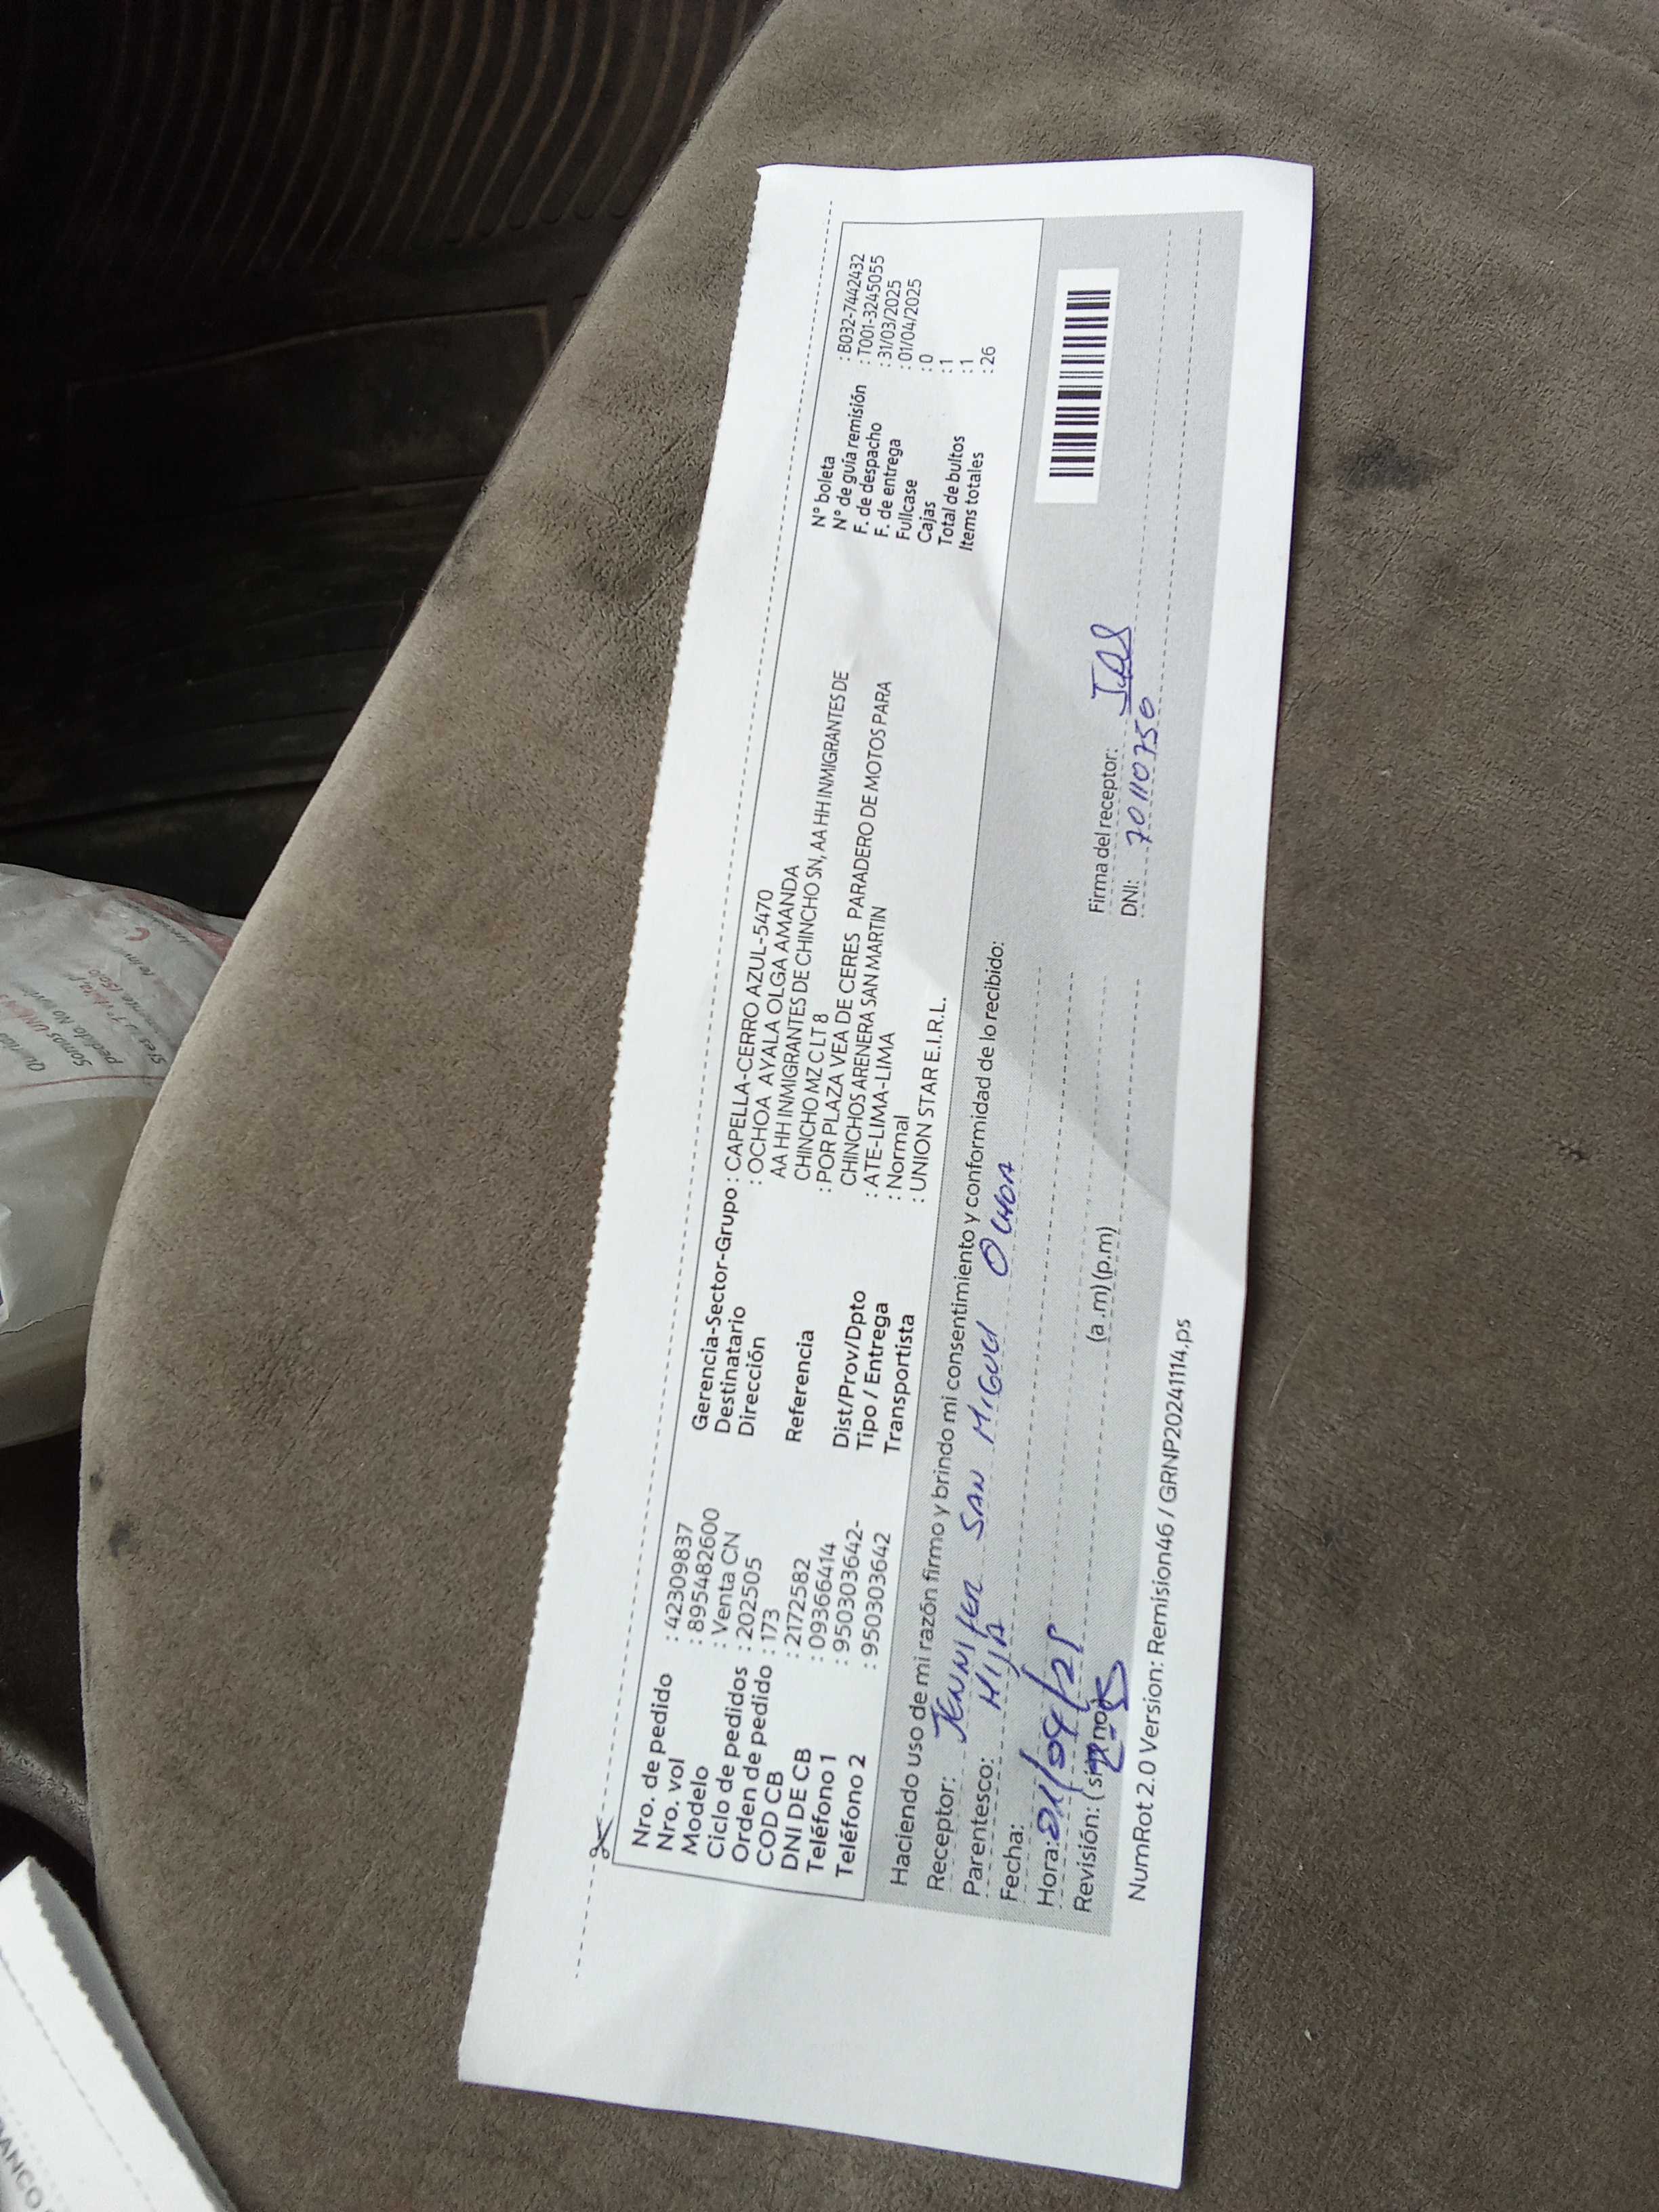 Nro. de pedido : 42309837
Nro. vol : 895482600
Modelo : Venta CN
Ciclo de pedidos : 202505
Orden de pedido : 173
COD CB : 2172582
DNI DE CB : 09366414
Teléfono 1 : 950303642-
Teléfono 2 : 950303642
Gerencia-Sector-Grupo : CAPELLA-CERRO AZUL-5470
Destinatario : OCHOA AYALA OLGA AMANDA
Dirección AA HH INMIGRANTES DE CHINCHO SN, AA HH INMIGRANTES DE
CHINCHO MZ C LT 8
Referencia : POR PLAZA VEA DE CERES PARADERO DE MOTOS PARA
CHINCHOS ARENERA SAN MARTIN
Dist/Prov/Dpto : ATE-LIMA-LIMA
Tipo / Entrega : Normal
Transportista : UNION STAR E.I.R.L.
N° boleta : B032-7442432
N° de guía remisión : T001-3245055
F. de despacho : 31/03/2025
F. de entrega : 01/04/2025
Fullcase : 0
Cajas : 1
Total de bultos : 1
Items totales : 26
Haciendo uso de mi razón firmo y brindo mi consentimiento y conformidad de lo recibido:
Receptor: JENNIFER SAN MIGUEL OCHOA
Parentesco: HIJA
Fecha:
Hora: 01/04/25 (a .m) (p.m)
Revisión: ( si no
Firma del receptor:
DNI: 70110750
NumRot 2.0 Version: Remision46 / GRNP20241114.ps
Somos
pedido. No